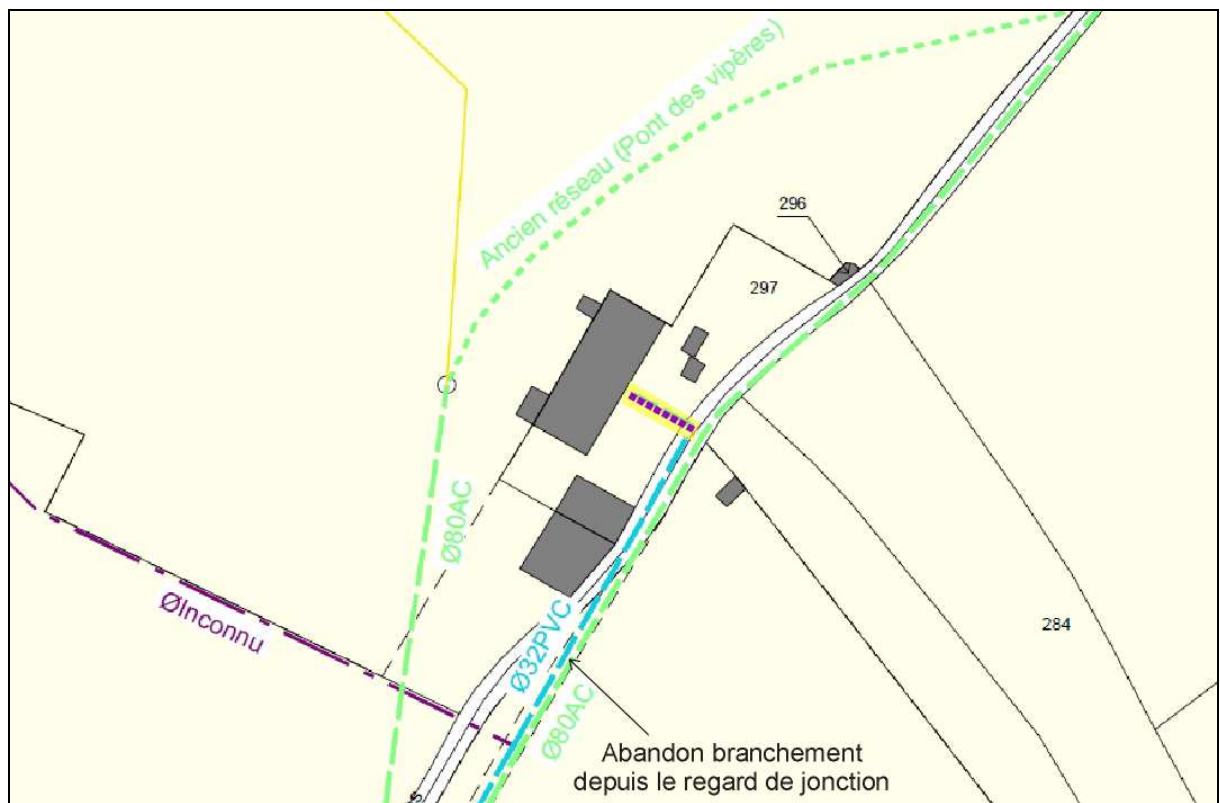 Ancien réseau (Pont des vipères)
296
297
Ø80AC
ØInconnu
284
Ø32PVC
Ø80AC
Abandon branchement
depuis le regard de jonction